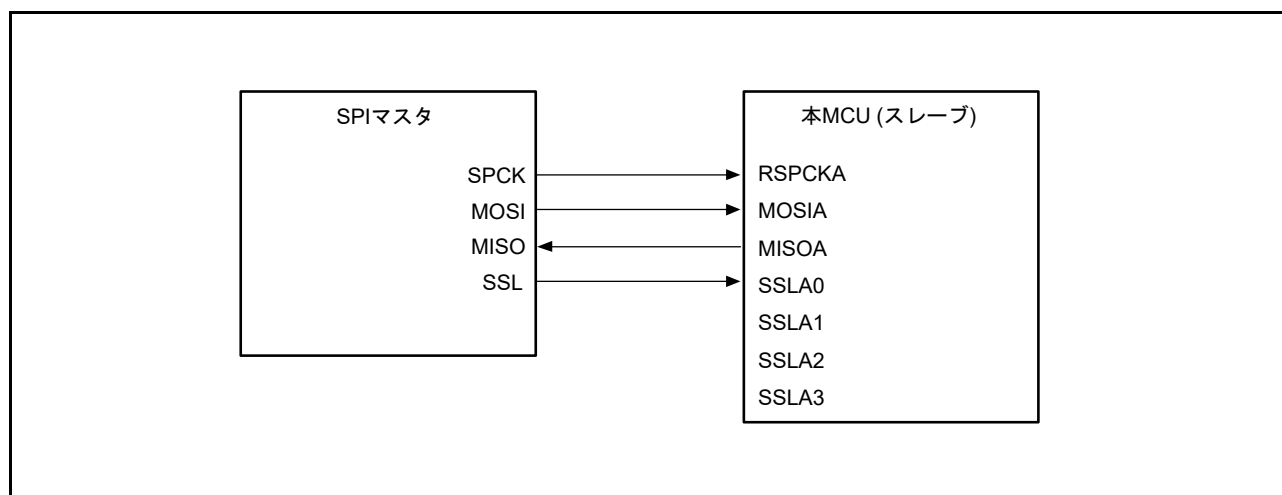 SPIマスタ
SPCK
MOSI
MISO
SSL
本MCU (スレーブ)
RSPCKA
MOSIA
MISOA
SSLA0
SSLA1
SSLA2
SSLA3